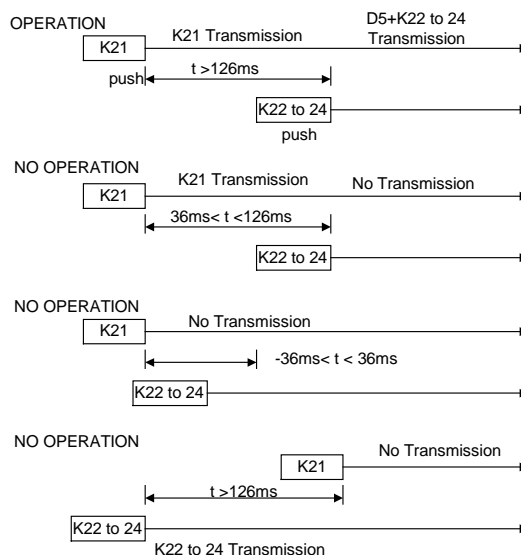 OPERATION
K21
K21 Transmission
D5+K22 to 24
Transmission
push
t >126ms
K22 to 24
push
NO OPERATION
K21
K21 Transmission
No Transmission
36ms< t <126ms
K22 to 24
NO OPERATION
K21
No Transmission
-36ms< t < 36ms
K22 to 24
NO OPERATION
K21
No Transmission
t >126ms
K22 to 24
K22 to 24 Transmission